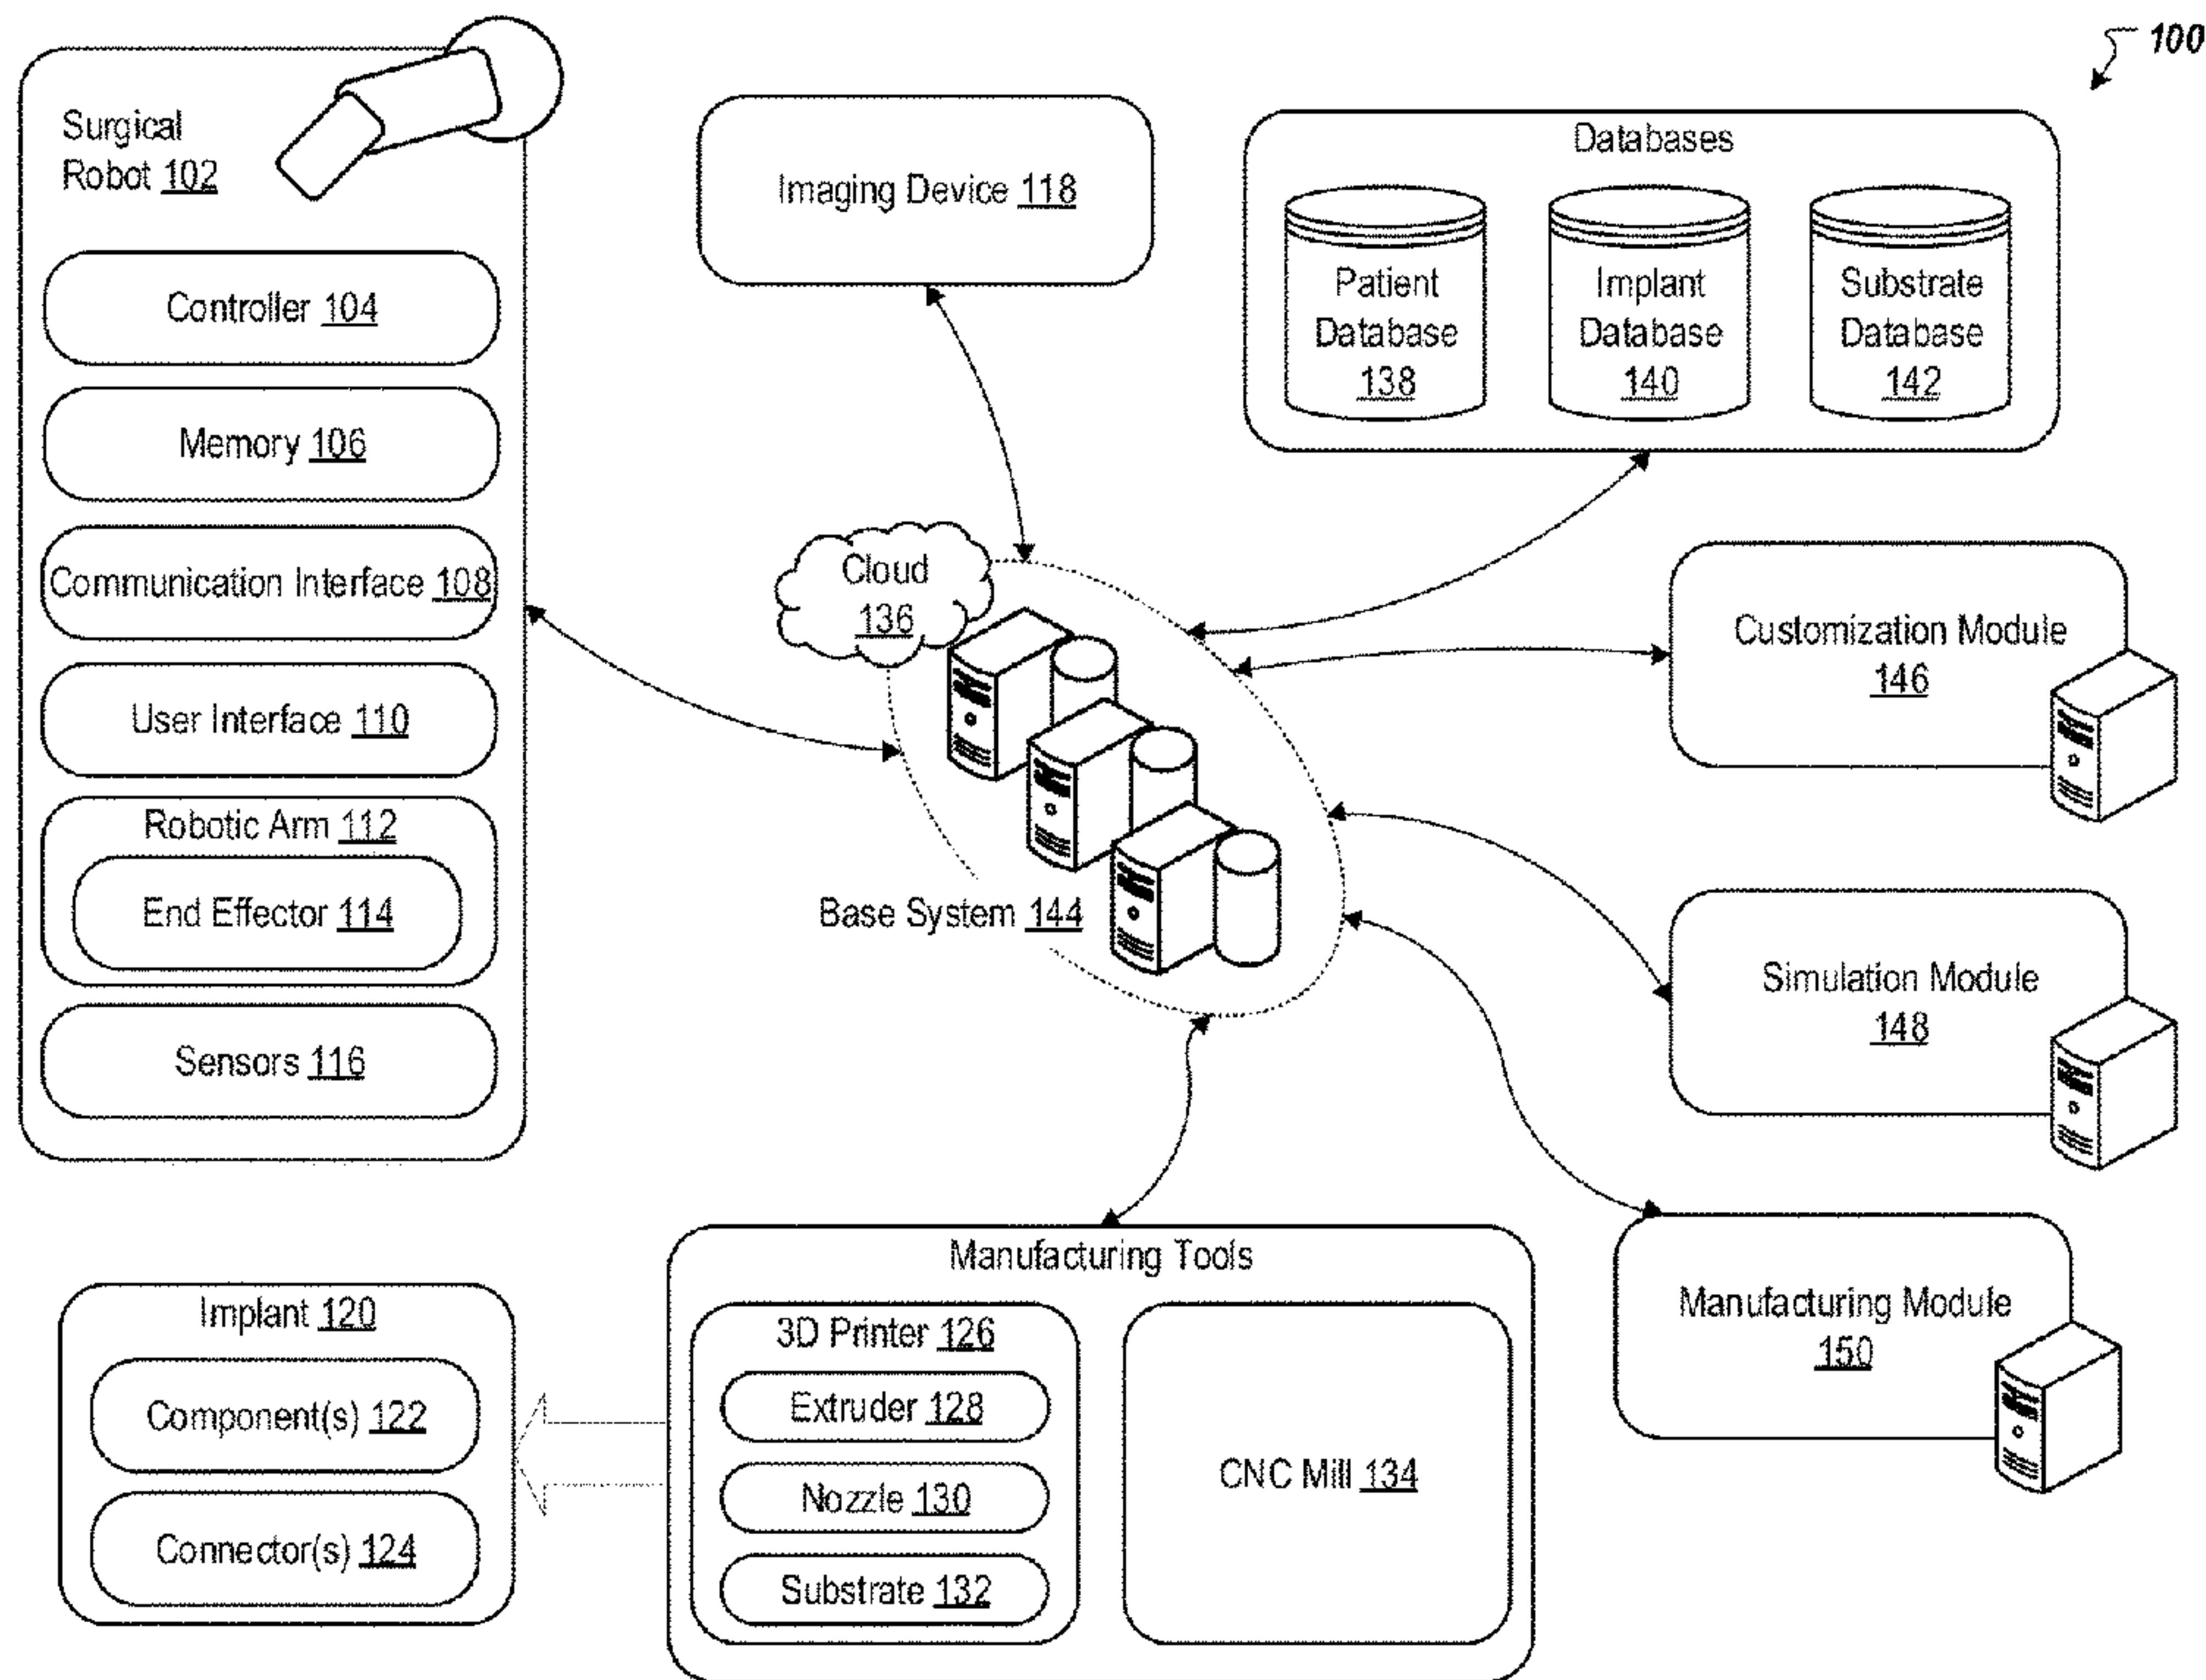 100
Surgical
Robot 102
Controller 104
Memory 106
Communication Interface 108
User Interface 110
Robotic Arm 112
End Effector 114
Sensors 116
Imaging Device 118
Databases
Patient
Database
138
Implant
Database
140
Substrate
Database
142
Cloud
136
Base System 144
Customization Module
146
Simulation Module
148
Manufacturing Module
150
Manufacturing Tools
3D Printer 126
Extruder 128
Nozzle 130
Substrate 132
CNC Mill 134
Implant 120
Component(s) 122
Connector(s) 124